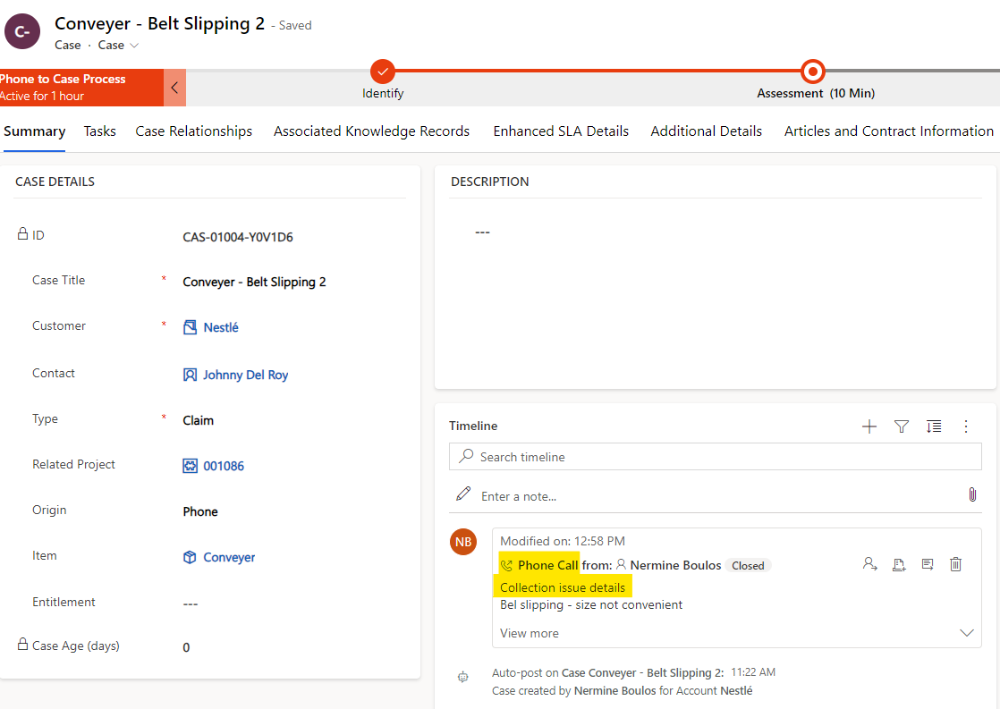 C-
Conveyer - Belt Slipping 2 - Saved
Case · Case
Phone to Case Process
Active for 1 hour
Identify
Assessment (10 Min)
Summary Tasks Case Relationships Associated Knowledge Records Enhanced SLA Details Additional Details Articles and Contract Information
CASE DETAILS
ID CAS-01004-Y0V1D6
Case Title * Conveyer - Belt Slipping 2
Customer * Nestlé
Contact Johnny Del Roy
Type * Claim
Related Project 001086
Origin Phone
Item Conveyer
Entitlement ---
Case Age (days) 0
DESCRIPTION
---
Timeline
Search timeline
Enter a note...
NB
Modified on: 12:58 PM
Phone Call from: Nermine Boulos Closed
Collection issue details
Bel slipping - size not convenient
View more
Auto-post on Case Conveyer - Belt Slipping 2: 11:22 AM
Case created by Nermine Boulos for Account Nestlé